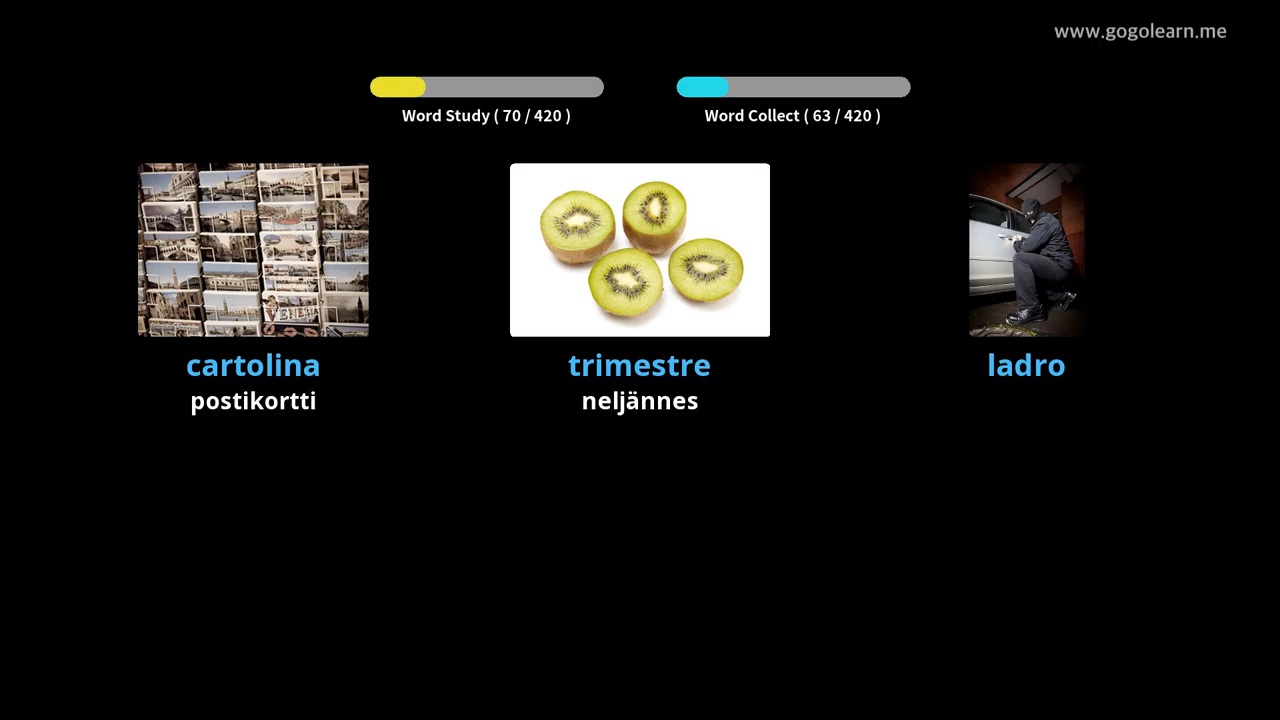 www.gogolearn.me
Word Study ( 70 / 420 )
Word Collect ( 63 / 420 )
cartolina
postikortti
trimestre
neljännes
ladro